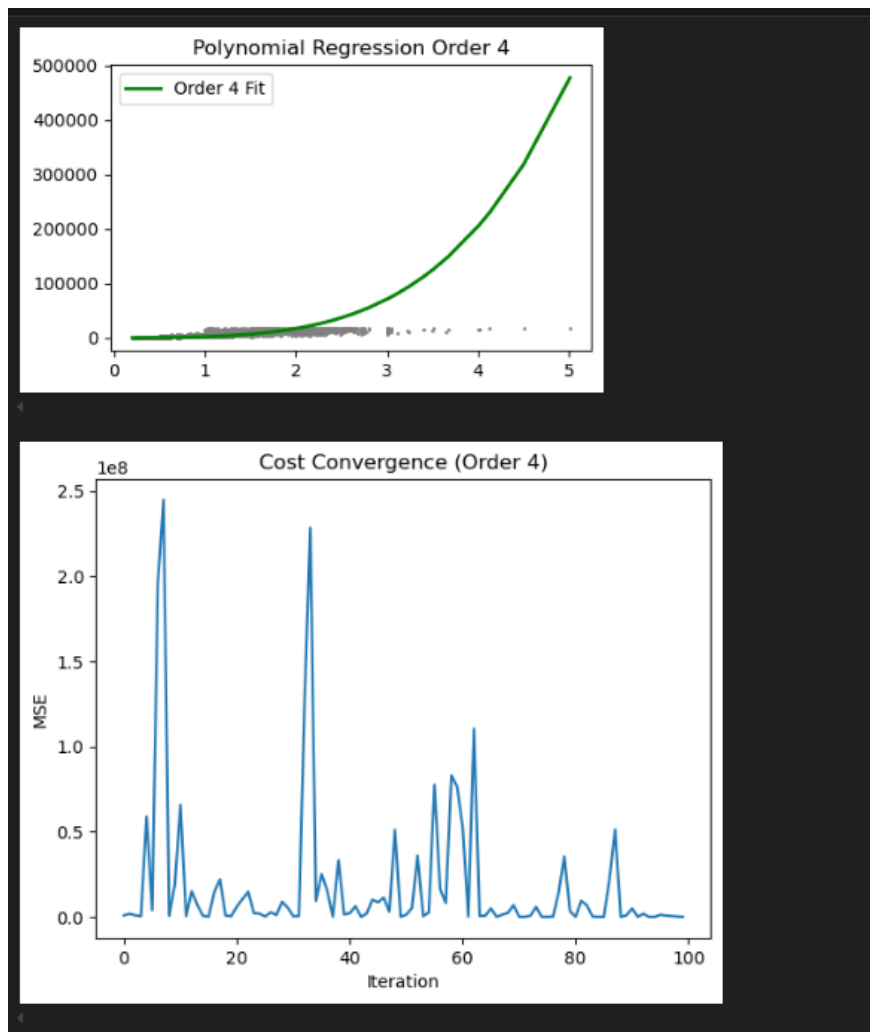 Polynomial Regression Order 4
500000
Order 4 Fit
400000
300000
200000
100000
0
0 1 2 3 4 5
Cost Convergence (Order 4)
1e8
2.5
2.0
1.5
1.0
0.5
0.0
MSE
0 20 40 60 80 100
Iteration